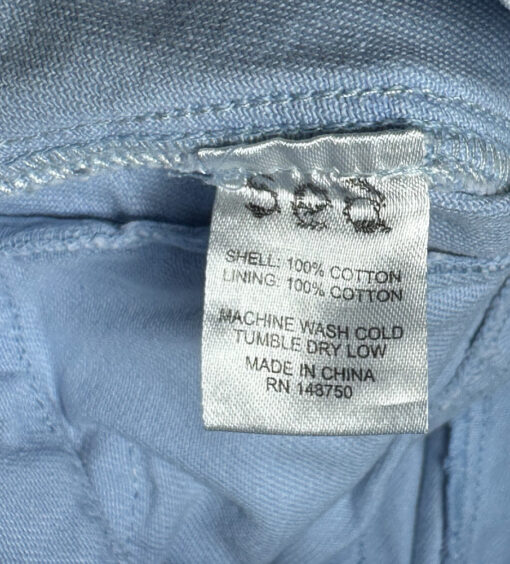 sea
SHELL: 100% COTTON
LINING: 100% COTTON
MACHINE WASH COLD
TUMBLE DRY LOW
MADE IN CHINA
RN 148750